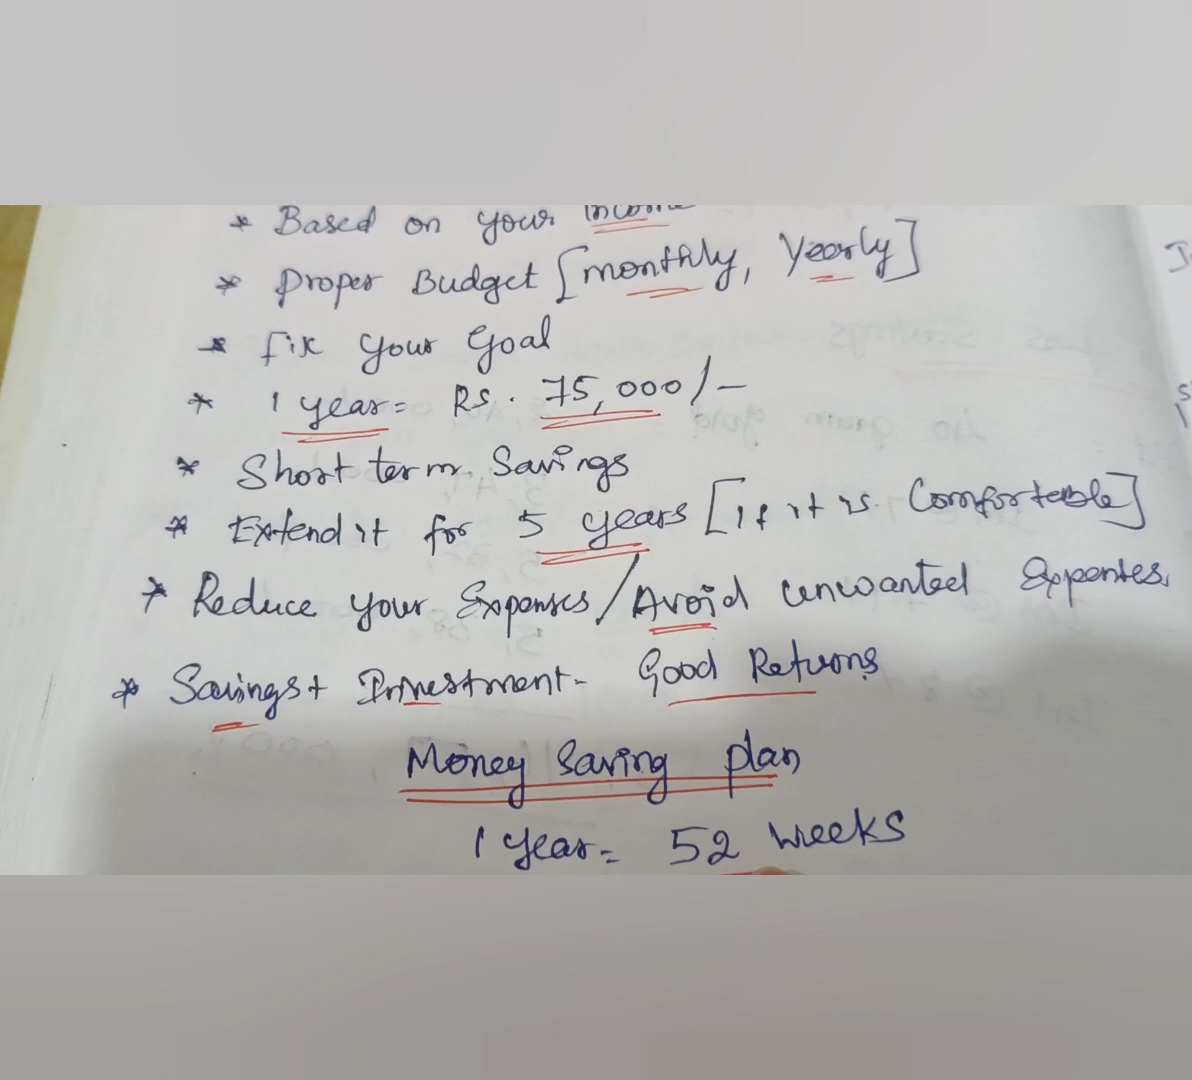 * Based on your income
* Proper Budget [monthly, Yearly]
* Fix your Goal
* 1 year = RS. 75,000/-
* Short term Savings
* Extend it for 5 years [if it is Comfortable]
* Reduce your Expenses/Avoid unwanted Expenses.
* Savings + Investment - Good Returns
Money Saving plan
1 year = 52 weeks